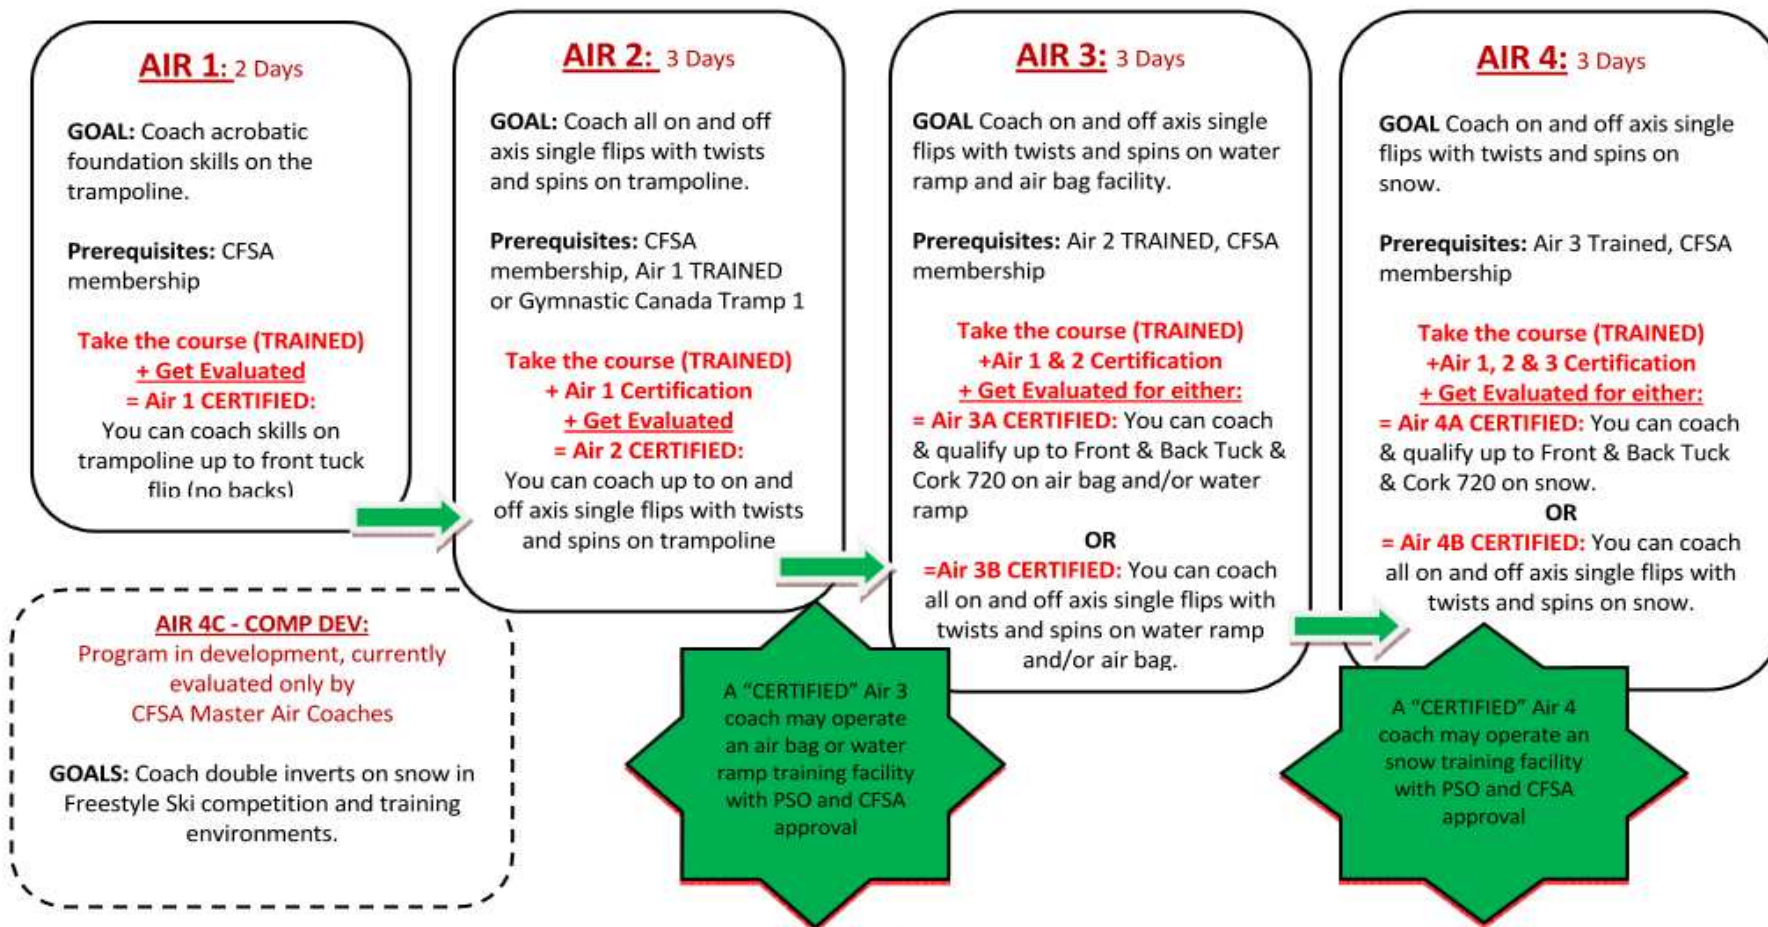 AIR 1: 2 Days
GOAL: Coach acrobatic
foundation skills on the
trampoline.
Prerequisites: CFSA
membership
Take the course (TRAINED)
+ Get Evaluated
= Air 1 CERTIFIED:
You can coach skills on
trampoline up to front tuck
flip (no backs)
AIR 2: 3 Days
GOAL: Coach all on and off
axis single flips with twists
and spins on trampoline.
Prerequisites: CFSA
membership, Air 1 TRAINED
or Gymnastic Canada Tramp 1
Take the course (TRAINED)
+ Air 1 Certification
+ Get Evaluated
= Air 2 CERTIFIED:
You can coach up to on and
off axis single flips with twists
and spins on trampoline
AIR 3: 3 Days
GOAL Coach on and off axis single
flips with twists and spins on water
ramp and air bag facility.
Prerequisites: Air 2 TRAINED, CFSA
membership
Take the course (TRAINED)
+Air 1 & 2 Certification
+ Get Evaluated for either:
= Air 3A CERTIFIED: You can coach
& qualify up to Front & Back Tuck &
Cork 720 on air bag and/or water
ramp
OR
=Air 3B CERTIFIED: You can coach
all on and off axis single flips with
twists and spins on water ramp
and/or air bag.
AIR 4: 3 Days
GOAL Coach on and off axis single
flips with twists and spins on
snow.
Prerequisites: Air 3 Trained, CFSA
membership
Take the course (TRAINED)
+Air 1, 2 & 3 Certification
+ Get Evaluated for either:
= Air 4A CERTIFIED: You can coach
& qualify up to Front & Back Tuck
& Cork 720 on snow.
OR
= Air 4B CERTIFIED: You can coach
all on and off axis single flips with
twists and spins on snow.
AIR 4C - COMP DEV:
Program in development, currently
evaluated only by
CFSA Master Air Coaches
GOALS: Coach double inverts on snow in
Freestyle Ski competition and training
environments.
A “CERTIFIED” Air 3
coach may operate
an air bag or water
ramp training facility
with PSO and CFSA
approval
A “CERTIFIED” Air 4
coach may operate an
snow training facility
with PSO and CFSA
approval